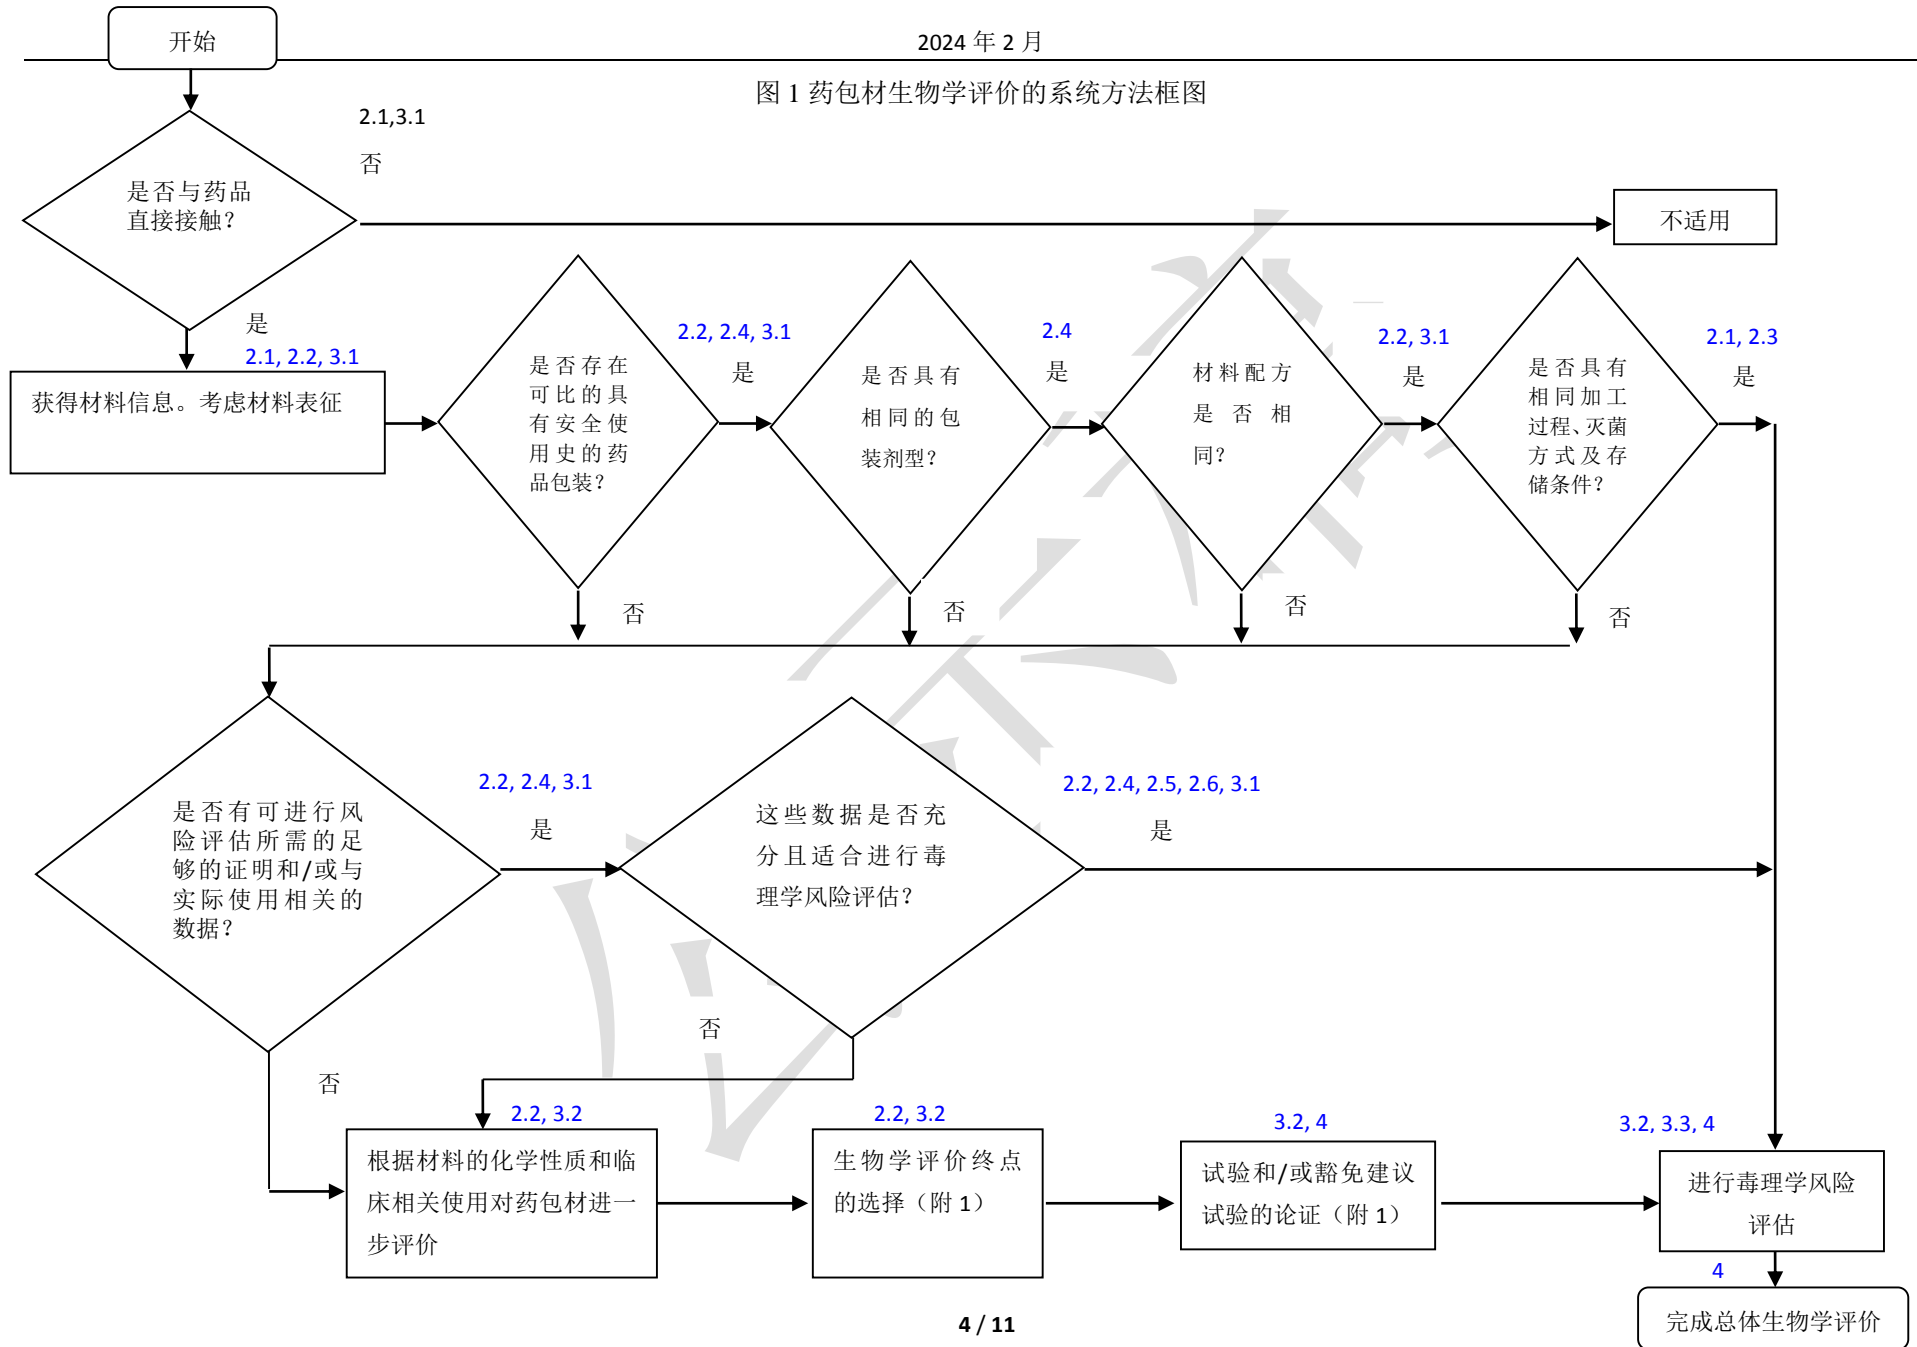 开始
2024 年 2 月
图 1 药包材生物学评价的系统方法框图
2.1,3.1
否
是否与药品
直接接触？
不适用
是
2.1, 2.2, 3.1
获得材料信息。考虑材料表征
是否存在
可比的具
有安全使
用史的药
品包装？
2.2, 2.4, 3.1
是
是否具有
相同的包
装剂型？
2.4
是
材料配方
是否相
同？
2.2, 3.1
是
是否具有
相同加工
过程、灭菌
方式及存
储条件？
2.1, 2.3
是
否
否
否
否
是否有可进行风
险评估所需的足
够的证明和/或与
实际使用相关的
数据？
2.2, 2.4, 3.1
是
这些数据是否充
分且适合进行毒
理学风险评估？
2.2, 2.4, 2.5, 2.6, 3.1
是
否
否
2.2, 3.2
根据材料的化学性质和临
床相关使用对药包材进一
步评价
2.2, 3.2
生物学评价终点
的选择（附 1）
3.2, 4
试验和/或豁免建议
试验的论证（附 1）
3.2, 3.3, 4
进行毒理学风险
评估
4
完成总体生物学评价
4 / 11